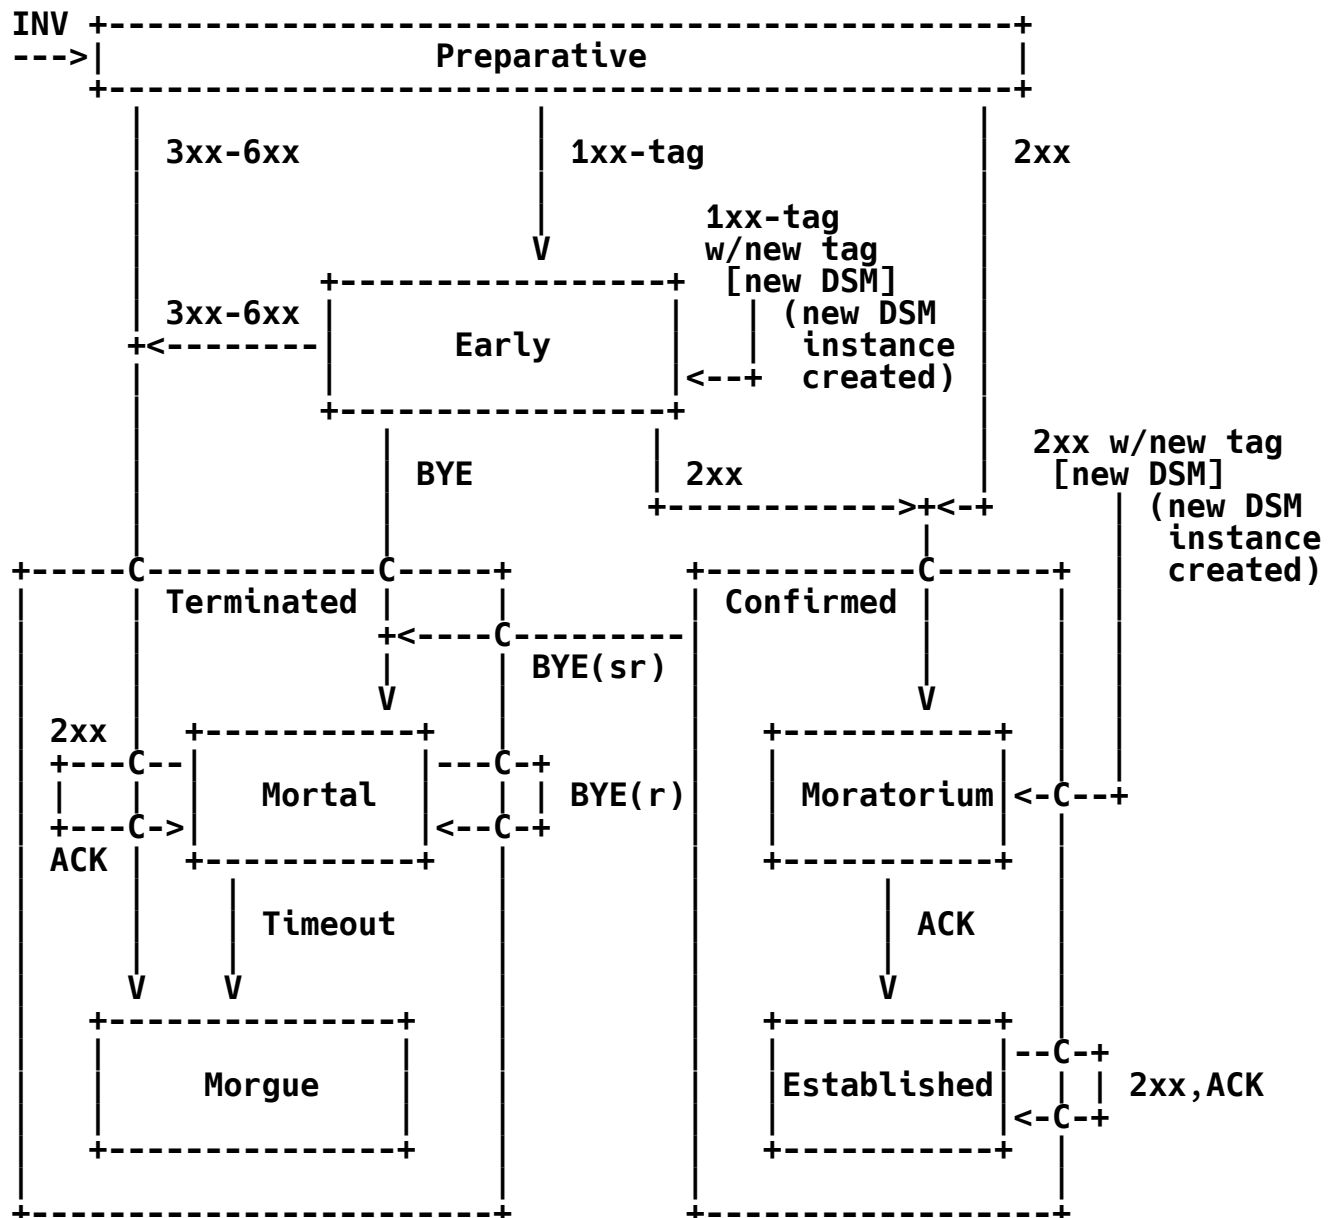 INV
Preparative
3xx-6xx
1xx-tag
2xx
1xx-tag
w/new tag
[new DSM]
3xx-6xx
(new DSM
Early
instance
created)
2xx w/new tag
BYE
2xx
[new DSM]
(new DSM
instance
created)
C
C
C
Terminated
Confirmed
C
BYE(sr)
V
V
V
2xx
C
C
Mortal
BYE(r)
Moratorium
C
C
C
ACK
Timeout
ACK
V
V
V
C
Morgue
Established
2xx,ACK
C